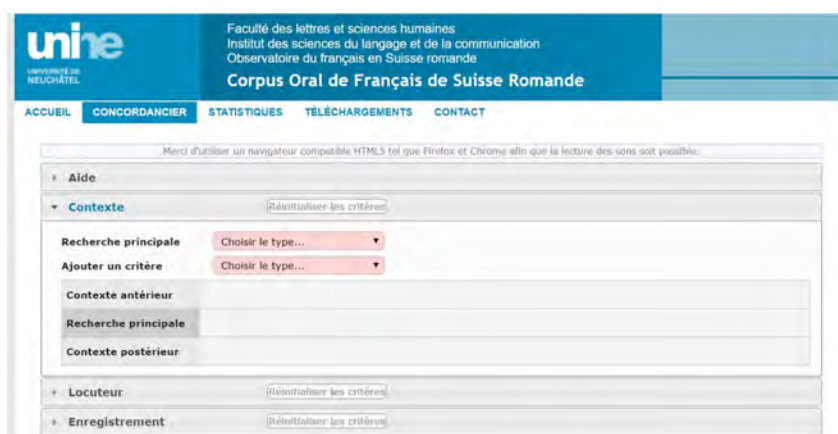 unine
UNIVERSITÉ DE
NEUCHÂTEL
Faculté des lettres et sciences humaines
Institut des sciences du langage et de la communication
Observatoire du français en Suisse romande
Corpus Oral de Français de Suisse Romande
ACCUEIL CONCORDANCIER STATISTIQUES TÉLÉCHARGEMENTS CONTACT
Merci d'utiliser un navigateur compatible HTML5 tel que Firefox et Chrome afin que la lecture des sons soit possible.
Aide
Contexte Réinitialiser les critères
Recherche principale Choisir le type...
Ajouter un critère Choisir le type...
Contexte antérieur
Recherche principale
Contexte postérieur
Locuteur Réinitialiser les critères
Enregistrement Réinitialiser les critères